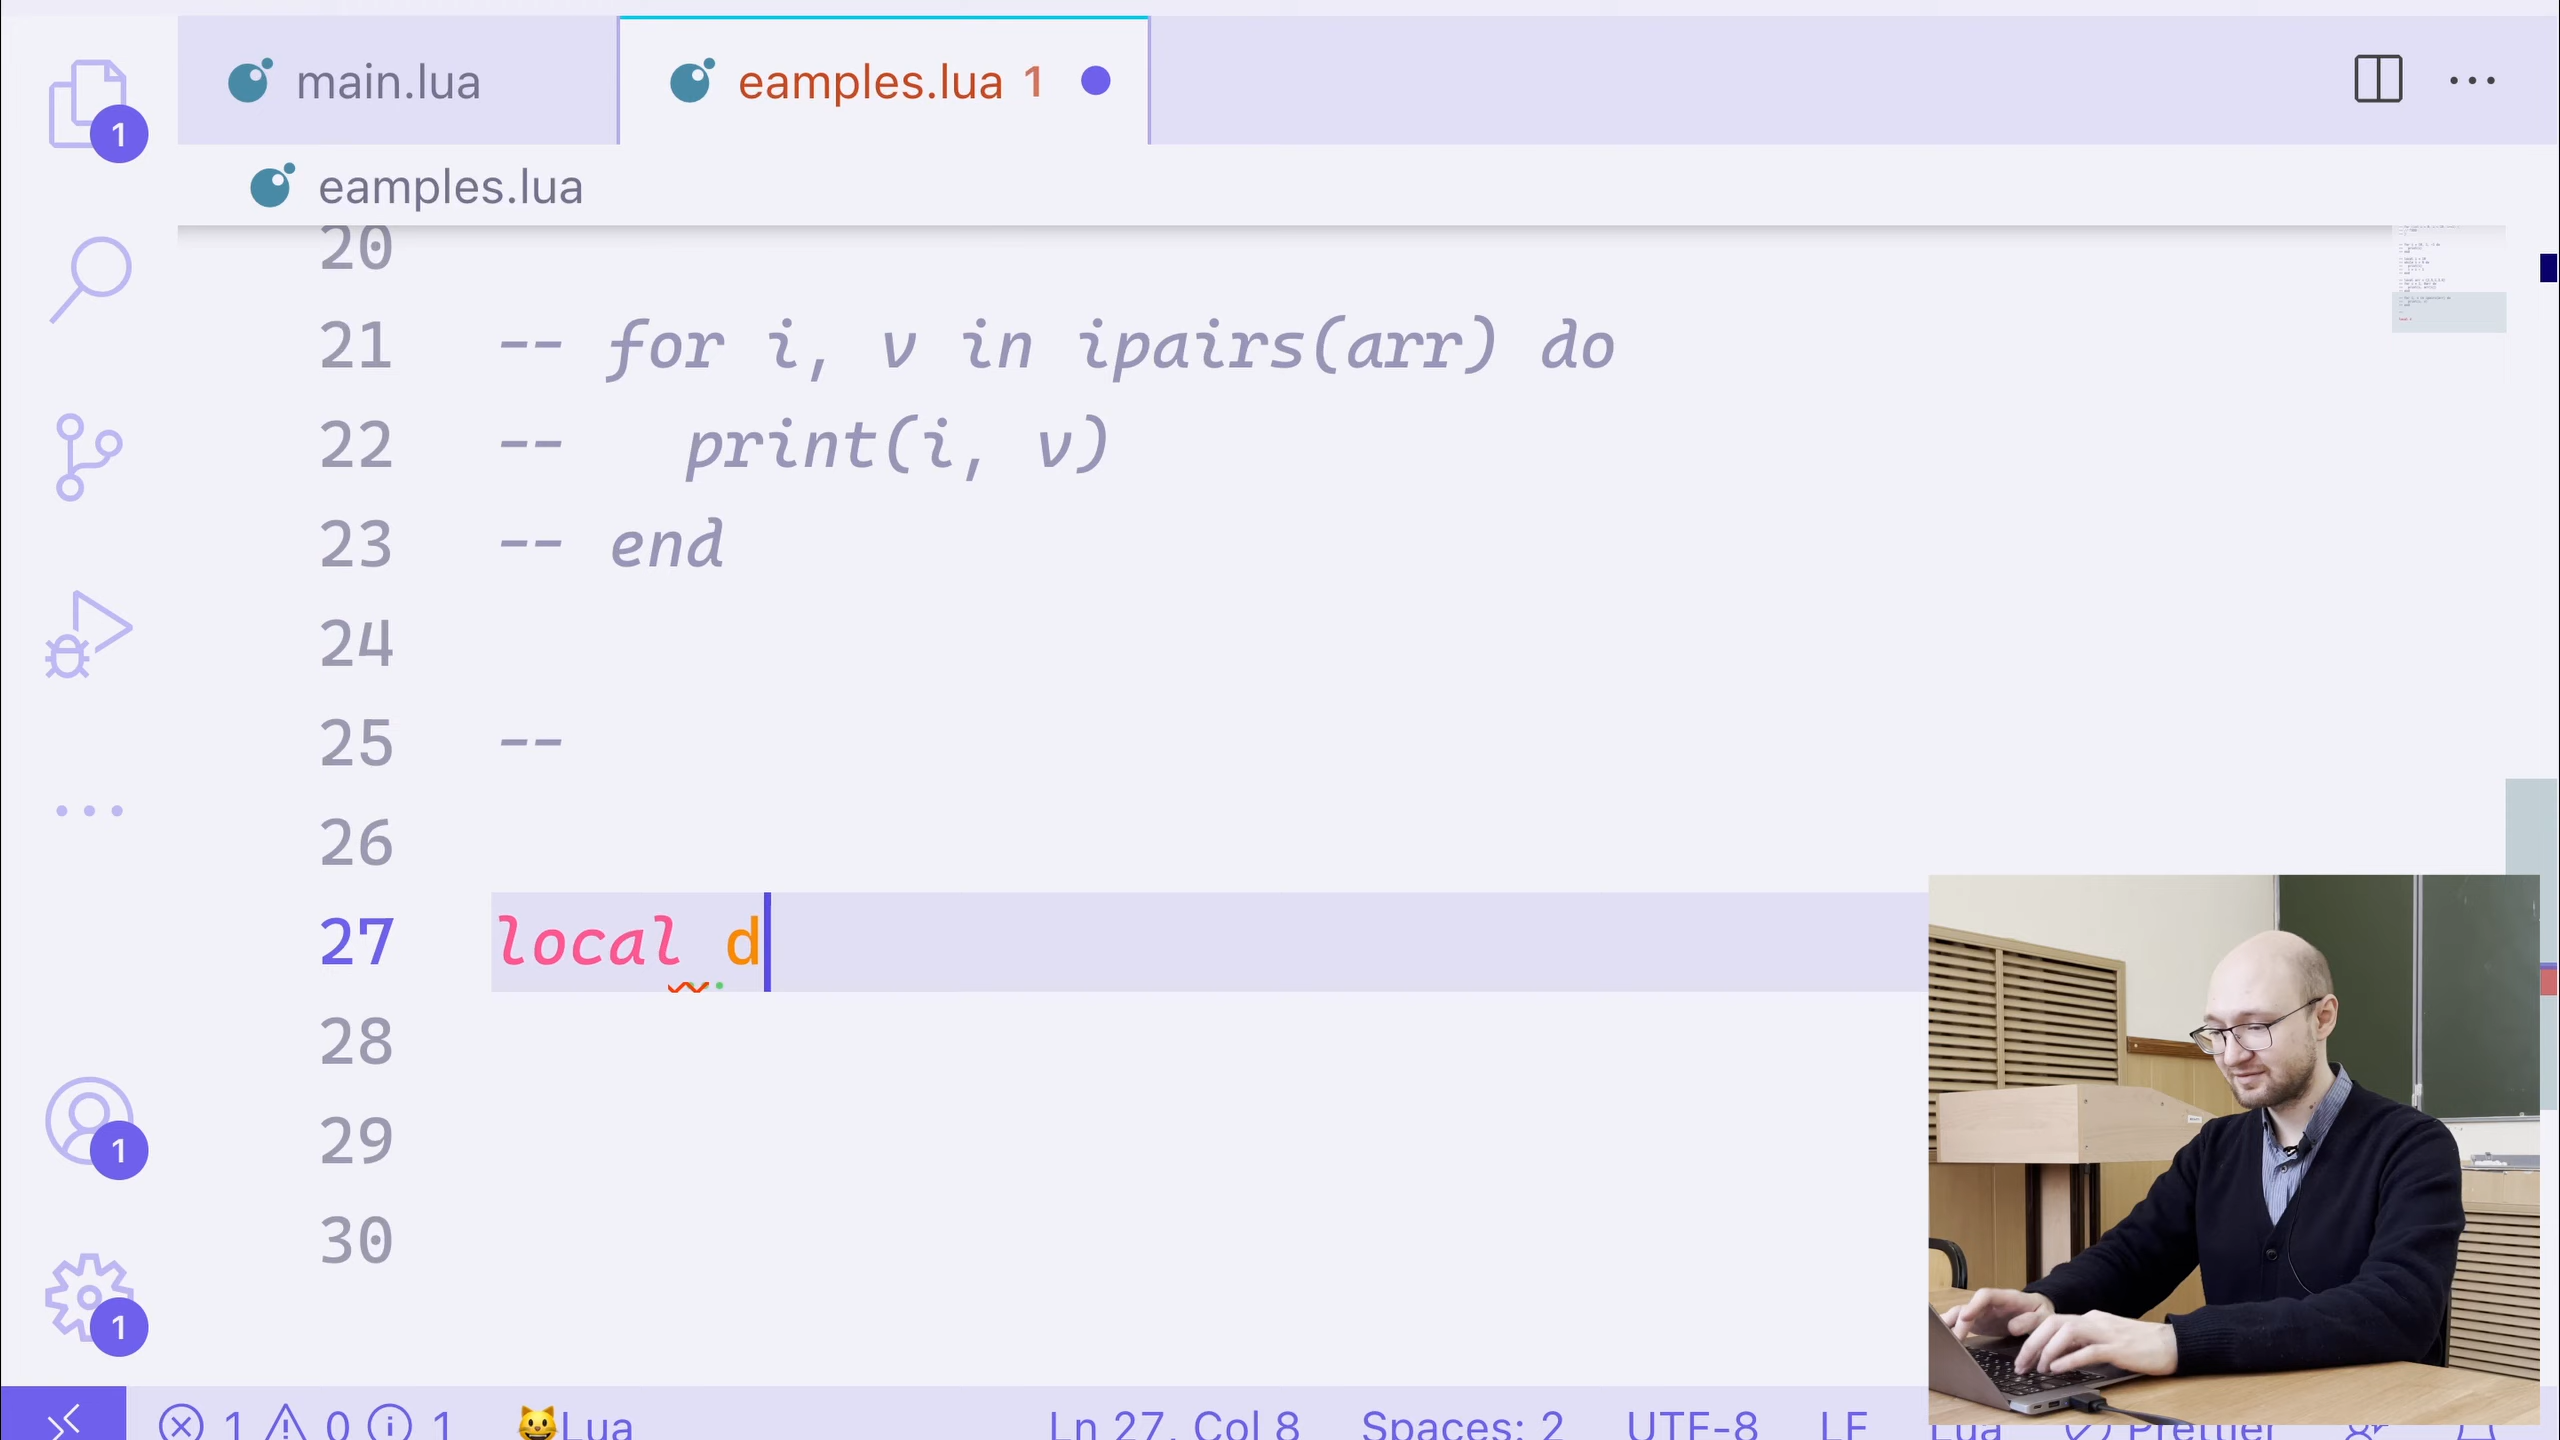 main.lua
eamples.lua 1
eamples.lua
1
20
21 -- for i, v in ipairs(arr) do
22 --   print(i, v)
23 -- end
24
25 --
26
27 local d
28
29
30
1
1
1 0 1 Lua Ln 27, Col 8 Spaces: 2 UTF-8 LF Lua Prettier